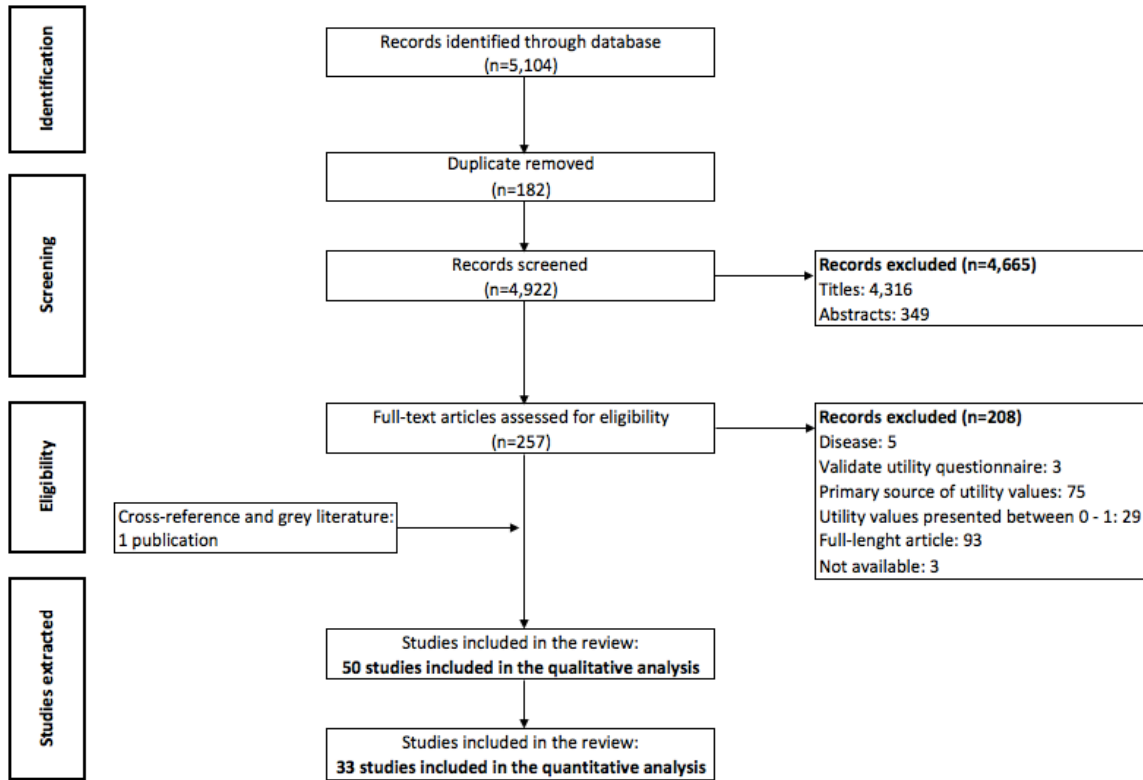 Identification
Records identified through database
(n=5,104)
Duplicate removed
(n=182)
Screening
Records screened
(n=4,922)
Records excluded (n=4,665)
Titles: 4,316
Abstracts: 349
Eligibility
Full-text articles assessed for eligibility
(n=257)
Records excluded (n=208)
Disease: 5
Validate utility questionnaire: 3
Primary source of utility values: 75
Utility values presented between 0 - 1: 29
Full-lenght article: 93
Not available: 3
Cross-reference and grey literature:
1 publication
Studies extracted
Studies included in the review:
50 studies included in the qualitative analysis
Studies included in the review:
33 studies included in the quantitative analysis